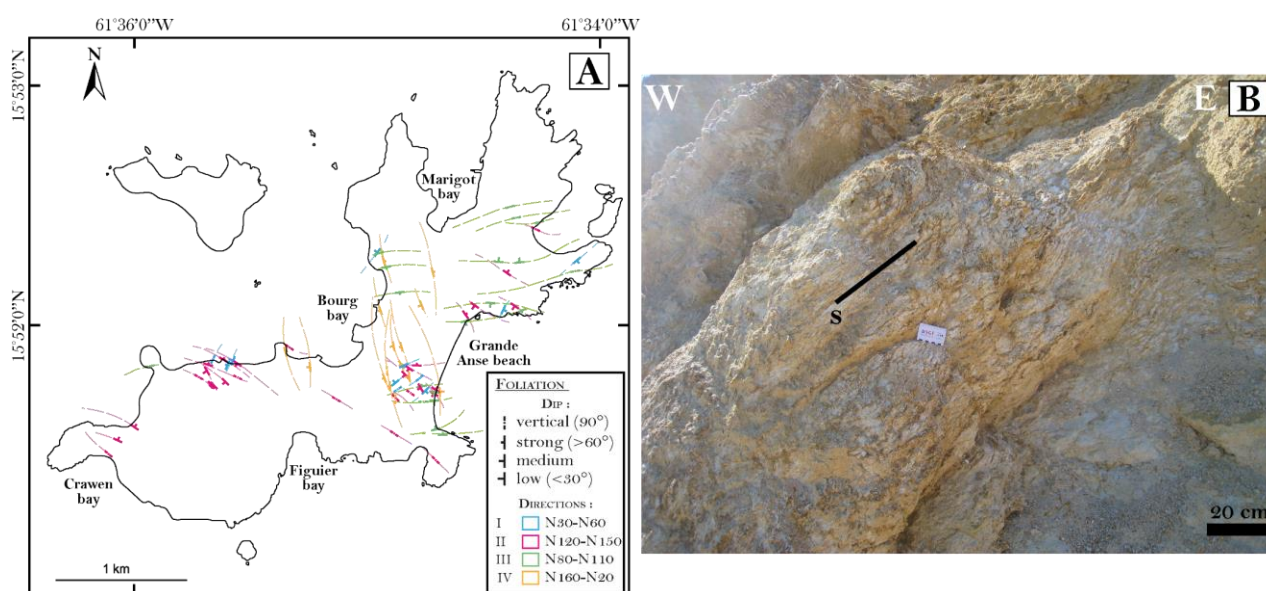 61°36'0"W
61°34'0"W
N
A
15°53'0"N
Marigot
bay
Bourg
bay
15°52'0"N
Grande
Anse beach
Crawen
bay
Figuier
bay
1 km
FOLIATION
DIP :
vertical (90°)
strong (>60°)
medium
low (<30°)
DIRECTIONS :
I N30-N60
II N120-N150
III N80-N110
IV N160-N20
W
E
B
S
20 cm